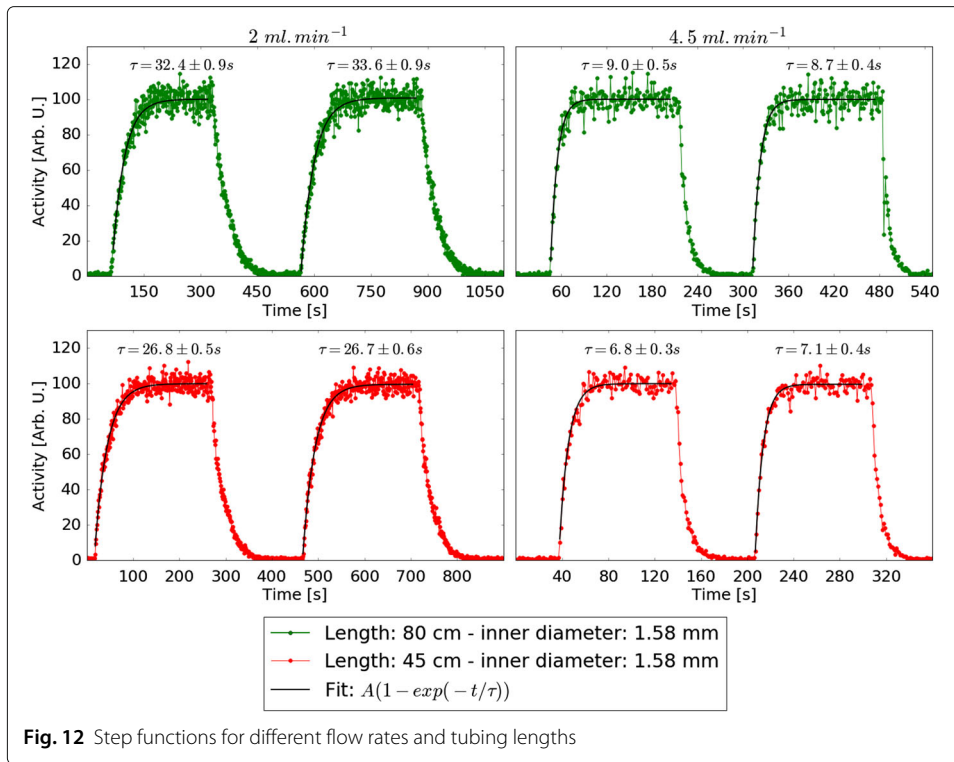 2 ml.min⁻¹
4.5 ml.min⁻¹
τ=32.4±0.9s
τ=33.6±0.9s
τ=9.0±0.5s
τ=8.7±0.4s
Activity [Arb. U.]
120
100
80
60
40
20
0
150 300 450 600 750 900 1050
Time [s]
60 120 180 240 300 360 420 480 540
Time [s]
τ=26.8±0.5s
τ=26.7±0.6s
τ=6.8±0.3s
τ=7.1±0.4s
Activity [Arb. U.]
120
100
80
60
40
20
0
100 200 300 400 500 600 700 800
Time [s]
40 80 120 160 200 240 280 320
Time [s]
Length: 80 cm - inner diameter: 1.58 mm
Length: 45 cm - inner diameter: 1.58 mm
Fit: A(1−exp(−t/τ))
Fig. 12 Step functions for different flow rates and tubing lengths